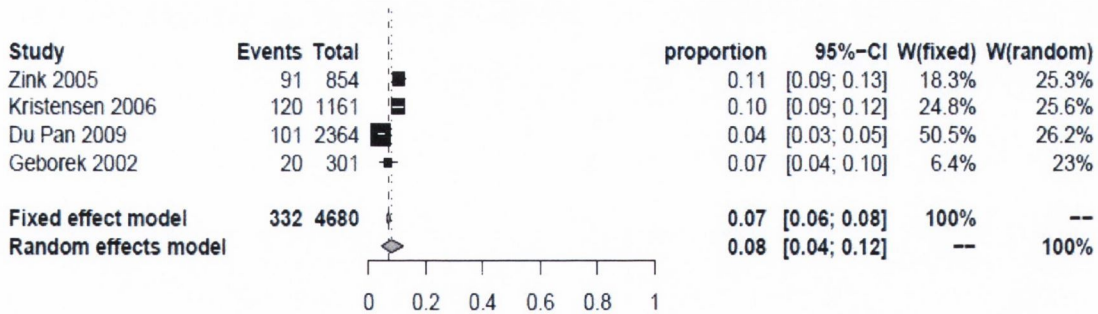 Study Events Total proportion 95%−CI W(fixed) W(random)
Zink 2005 91 854 0.11 [0.09; 0.13] 18.3% 25.3%
Kristensen 2006 120 1161 0.10 [0.09; 0.12] 24.8% 25.6%
Du Pan 2009 101 2364 0.04 [0.03; 0.05] 50.5% 26.2%
Geborek 2002 20 301 0.07 [0.04; 0.10] 6.4% 23%
Fixed effect model 332 4680 0.07 [0.06; 0.08] 100% −−
Random effects model 0.08 [0.04; 0.12] −− 100%
0 0.2 0.4 0.6 0.8 1